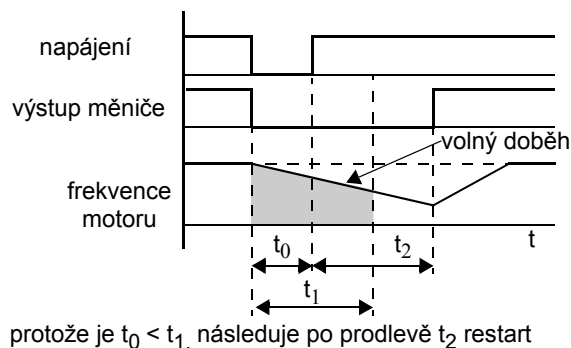 napájení
výstup měniče
volný doběh
frekvence
motoru
t
t0
t2
t1
protože je t0 < t1, následuje po prodlevě t2 restart